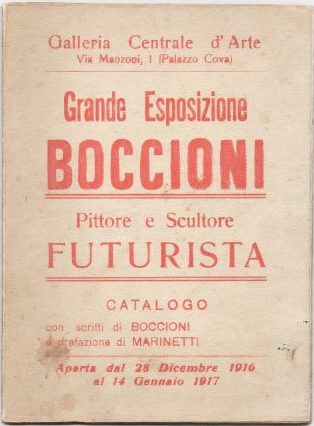 Galleria Centrale d'Arte
Via Manzoni, 1 (Palazzo Cova)
Grande Esposizione
BOCCIONI
Pittore e Scultore
FUTURISTA
CATALOGO
con scritti di BOCCIONI
e prefazione di MARINETTI
Aperta dal 28 Dicembre 1916
al 14 Gennaio 1917